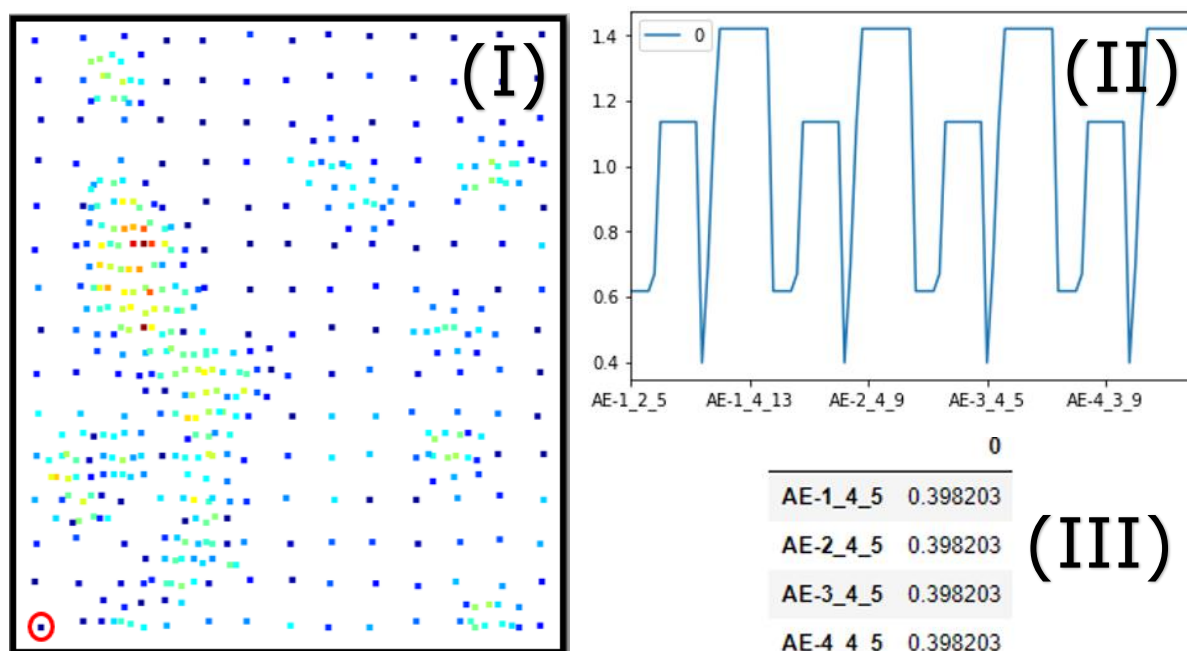 (I)
(II)
0
1.4
1.2
1.0
0.8
0.6
0.4
AE-1_2_5 AE-1_4_13 AE-2_4_9 AE-3_4_5 AE-4_3_9
0
AE-1_4_5 0.398203
AE-2_4_5 0.398203
AE-3_4_5 0.398203
AE-4_4_5 0.398203
(III)